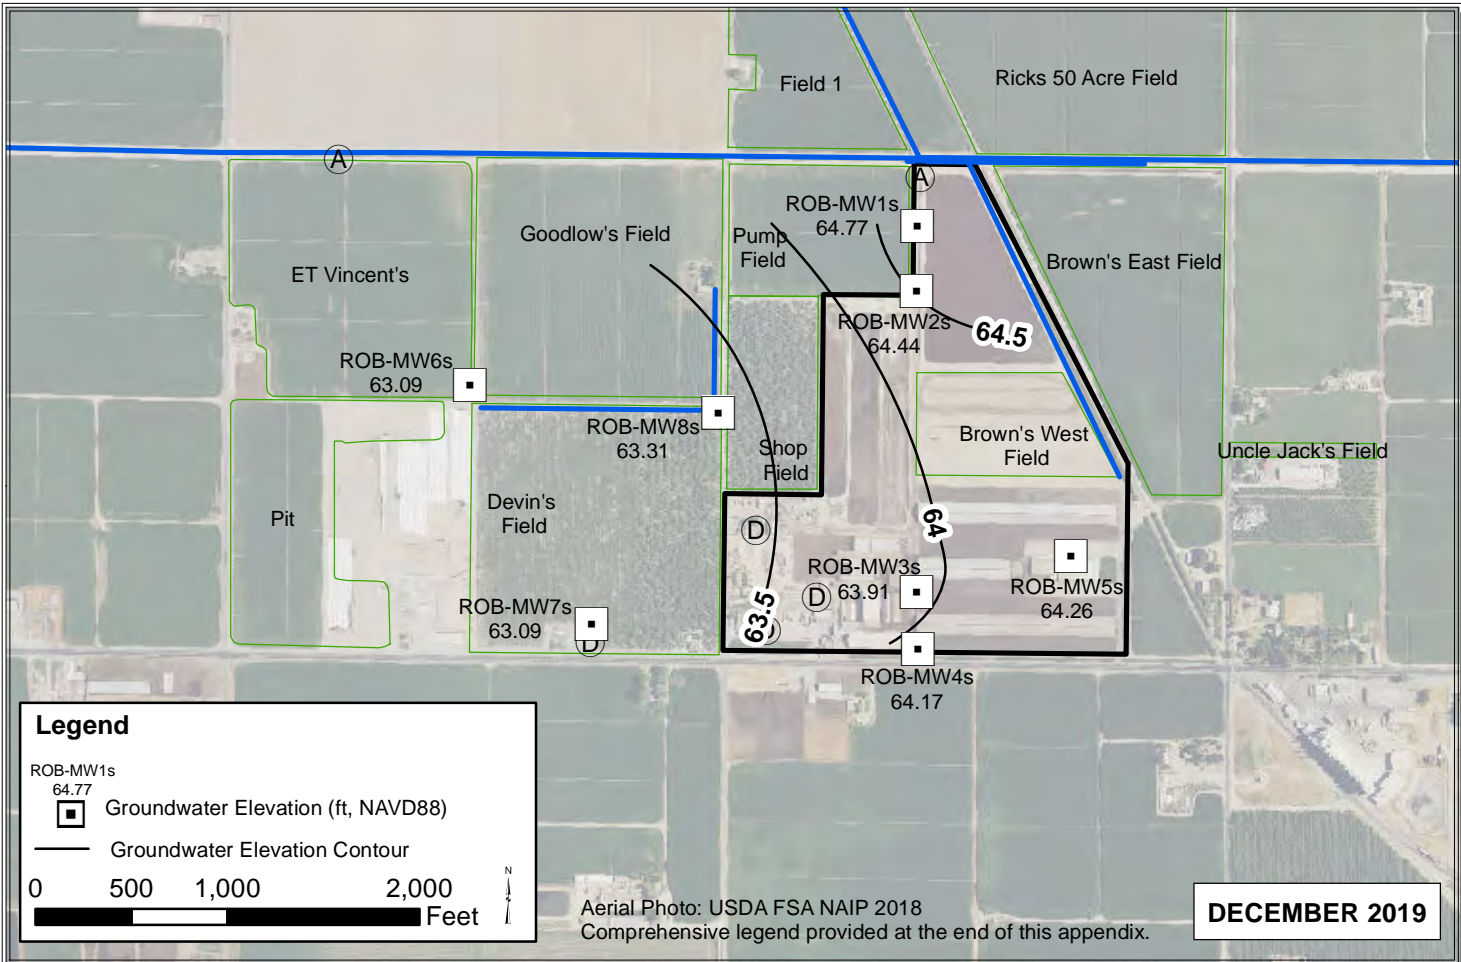 Field 1
Ricks 50 Acre Field
A
A
ROB-MW1s
64.77
Goodlow's Field
Pump
Field
ET Vincent's
Brown's East Field
ROB-MW2s
64.44
64.5
ROB-MW6s
63.09
ROB-MW8s
63.31
Shop
Field
Brown's West
Field
Uncle Jack's Field
Pit
Devin's
Field
D
64
ROB-MW3s
63.91
D
ROB-MW5s
64.26
ROB-MW7s
63.09
D
63.5
D
ROB-MW4s
64.17
Legend
ROB-MW1s
64.77
Groundwater Elevation (ft, NAVD88)
Groundwater Elevation Contour
0 500 1,000 2,000
Feet
N
Aerial Photo: USDA FSA NAIP 2018
Comprehensive legend provided at the end of this appendix.
DECEMBER 2019